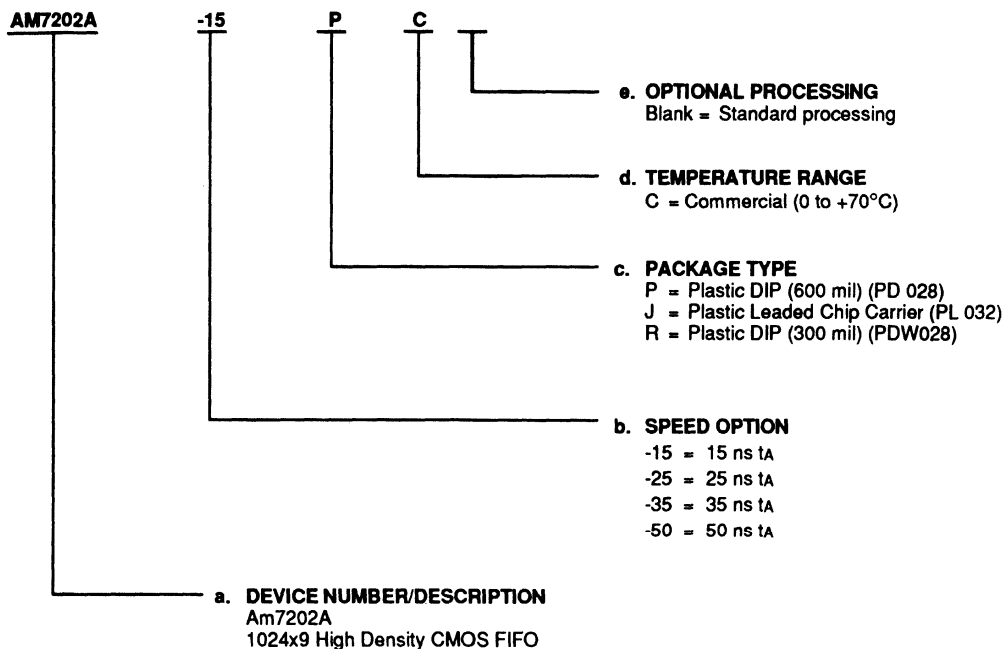 AM7202A -15 P C
e. OPTIONAL PROCESSING
Blank = Standard processing
d. TEMPERATURE RANGE
C = Commercial (0 to +70°C)
c. PACKAGE TYPE
P = Plastic DIP (600 mil) (PD 028)
J = Plastic Leaded Chip Carrier (PL 032)
R = Plastic DIP (300 mil) (PDW028)
b. SPEED OPTION
-15 = 15 ns tA
-25 = 25 ns tA
-35 = 35 ns tA
-50 = 50 ns tA
a. DEVICE NUMBER/DESCRIPTION
Am7202A
1024x9 High Density CMOS FIFO